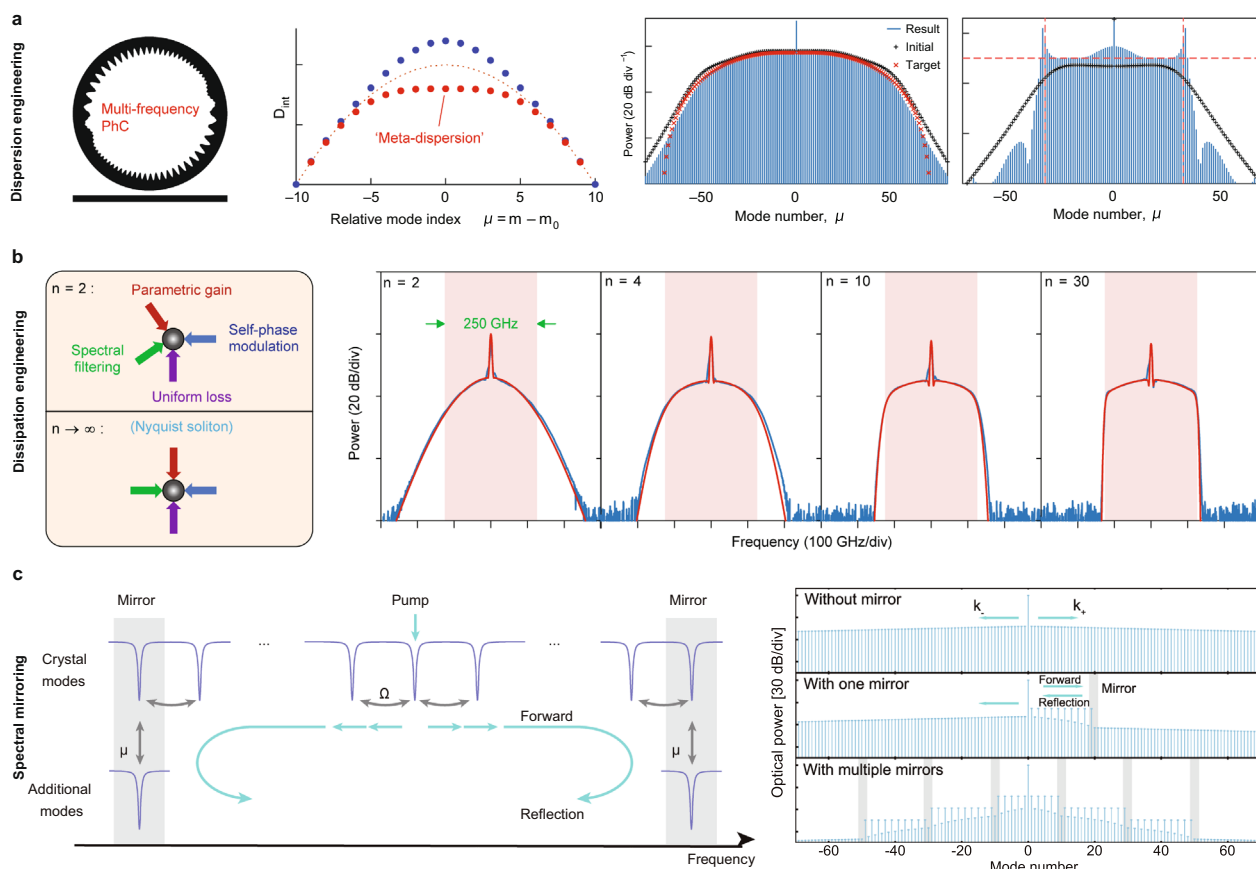 a
Dispersion engineering
Multi-frequency
PhC
D_int
'Meta-dispersion'
−10
−5
0
5
10
Relative mode index μ = m − m_0
Power (20 dB div ⁻¹)
Result
Initial
Target
−50
0
50
Mode number, μ
−50
0
50
Mode number, μ
b
Dissipation engineering
n = 2 :
Parametric gain
Self-phase
modulation
Spectral
filtering
Uniform loss
n → ∞ :
(Nyquist soliton)
Power (20 dB/div)
n = 2
250 GHz
n = 4
n = 10
n = 30
Frequency (100 GHz/div)
c
Spectral mirroring
Mirror
Pump
Mirror
...
...
Crystal
modes
Ω
Forward
μ
μ
Additional
modes
Reflection
Frequency
Optical power [30 dB/div]
Without mirror
k_-
k_+
With one mirror
Forward
Reflection
Mirror
With multiple mirrors
-60
-40
-20
0
20
40
60
Mode number